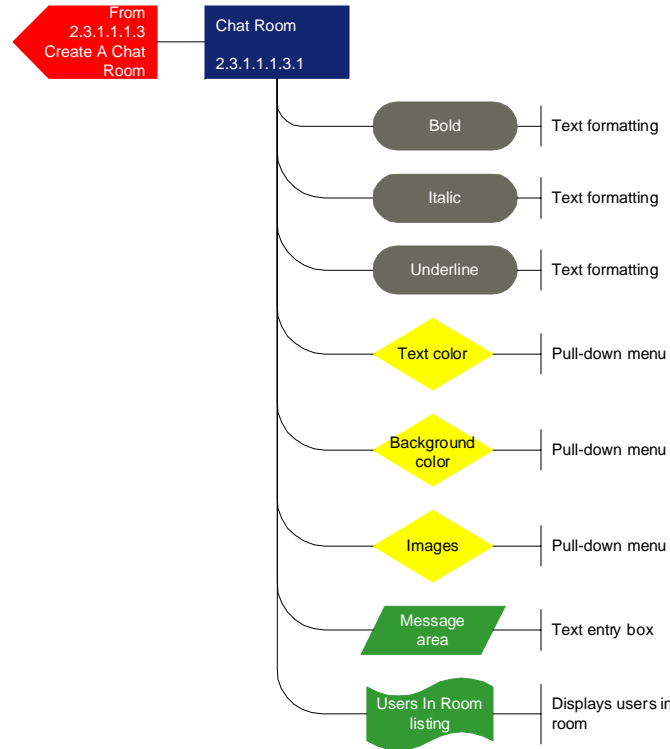 From
2.3.1.1.1.3
Create A Chat
Room
Chat Room
2.3.1.1.1.3.1
Bold
Text formatting
Italic
Text formatting
Underline
Text formatting
Text color
Pull-down menu
Background
color
Pull-down menu
Images
Pull-down menu
Message
area
Text entry box
Users In Room
listing
Displays users in
room